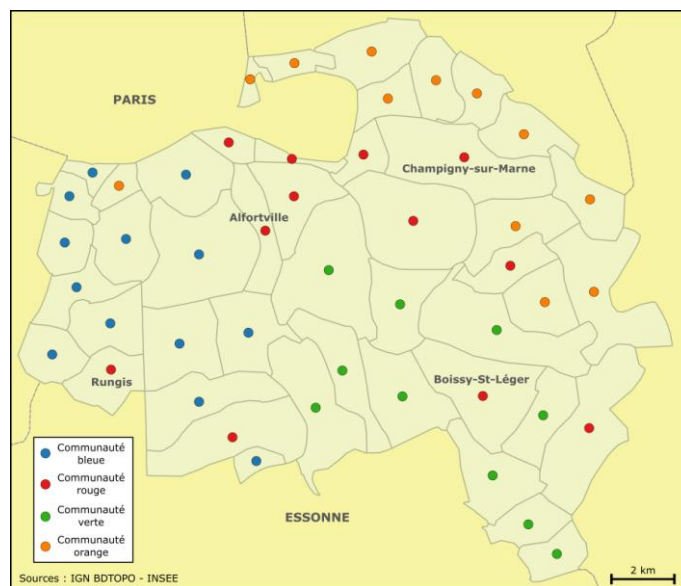 PARIS
Champigny-sur-Marne
Alfortville
Rungis
Boissy-St-Léger
Communauté
bleue
Communauté
rouge
Communauté
verte
Communauté
orange
ESSONNE
Sources : IGN BDTOPO - INSEE
2 km